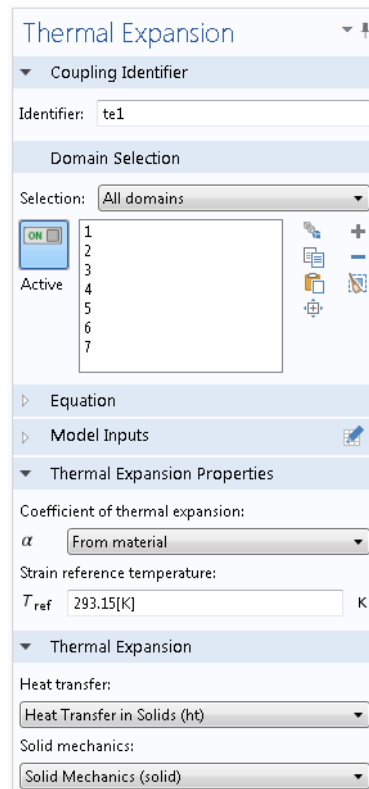 Thermal Expansion
Coupling Identifier
Identifier: te1
Domain Selection
Selection: All domains
ON
1
2
3
4
5
6
7
Active
Equation
Model Inputs
Thermal Expansion Properties
Coefficient of thermal expansion:
α From material
Strain reference temperature:
Tref 293.15[K] K
Thermal Expansion
Heat transfer:
Heat Transfer in Solids (ht)
Solid mechanics:
Solid Mechanics (solid)